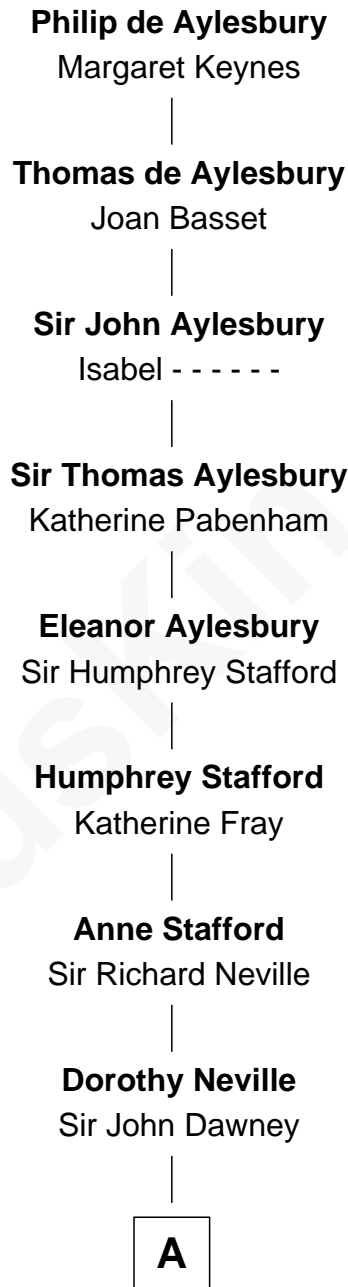 Philip de Aylesbury
Margaret Keynes
Thomas de Aylesbury
Joan Basset
Sir John Aylesbury
Isabel - - - - - -
Sir Thomas Aylesbury
Katherine Pabenham
Eleanor Aylesbury
Sir Humphrey Stafford
Humphrey Stafford
Katherine Fray
Anne Stafford
Sir Richard Neville
Dorothy Neville
Sir John Dawney
A